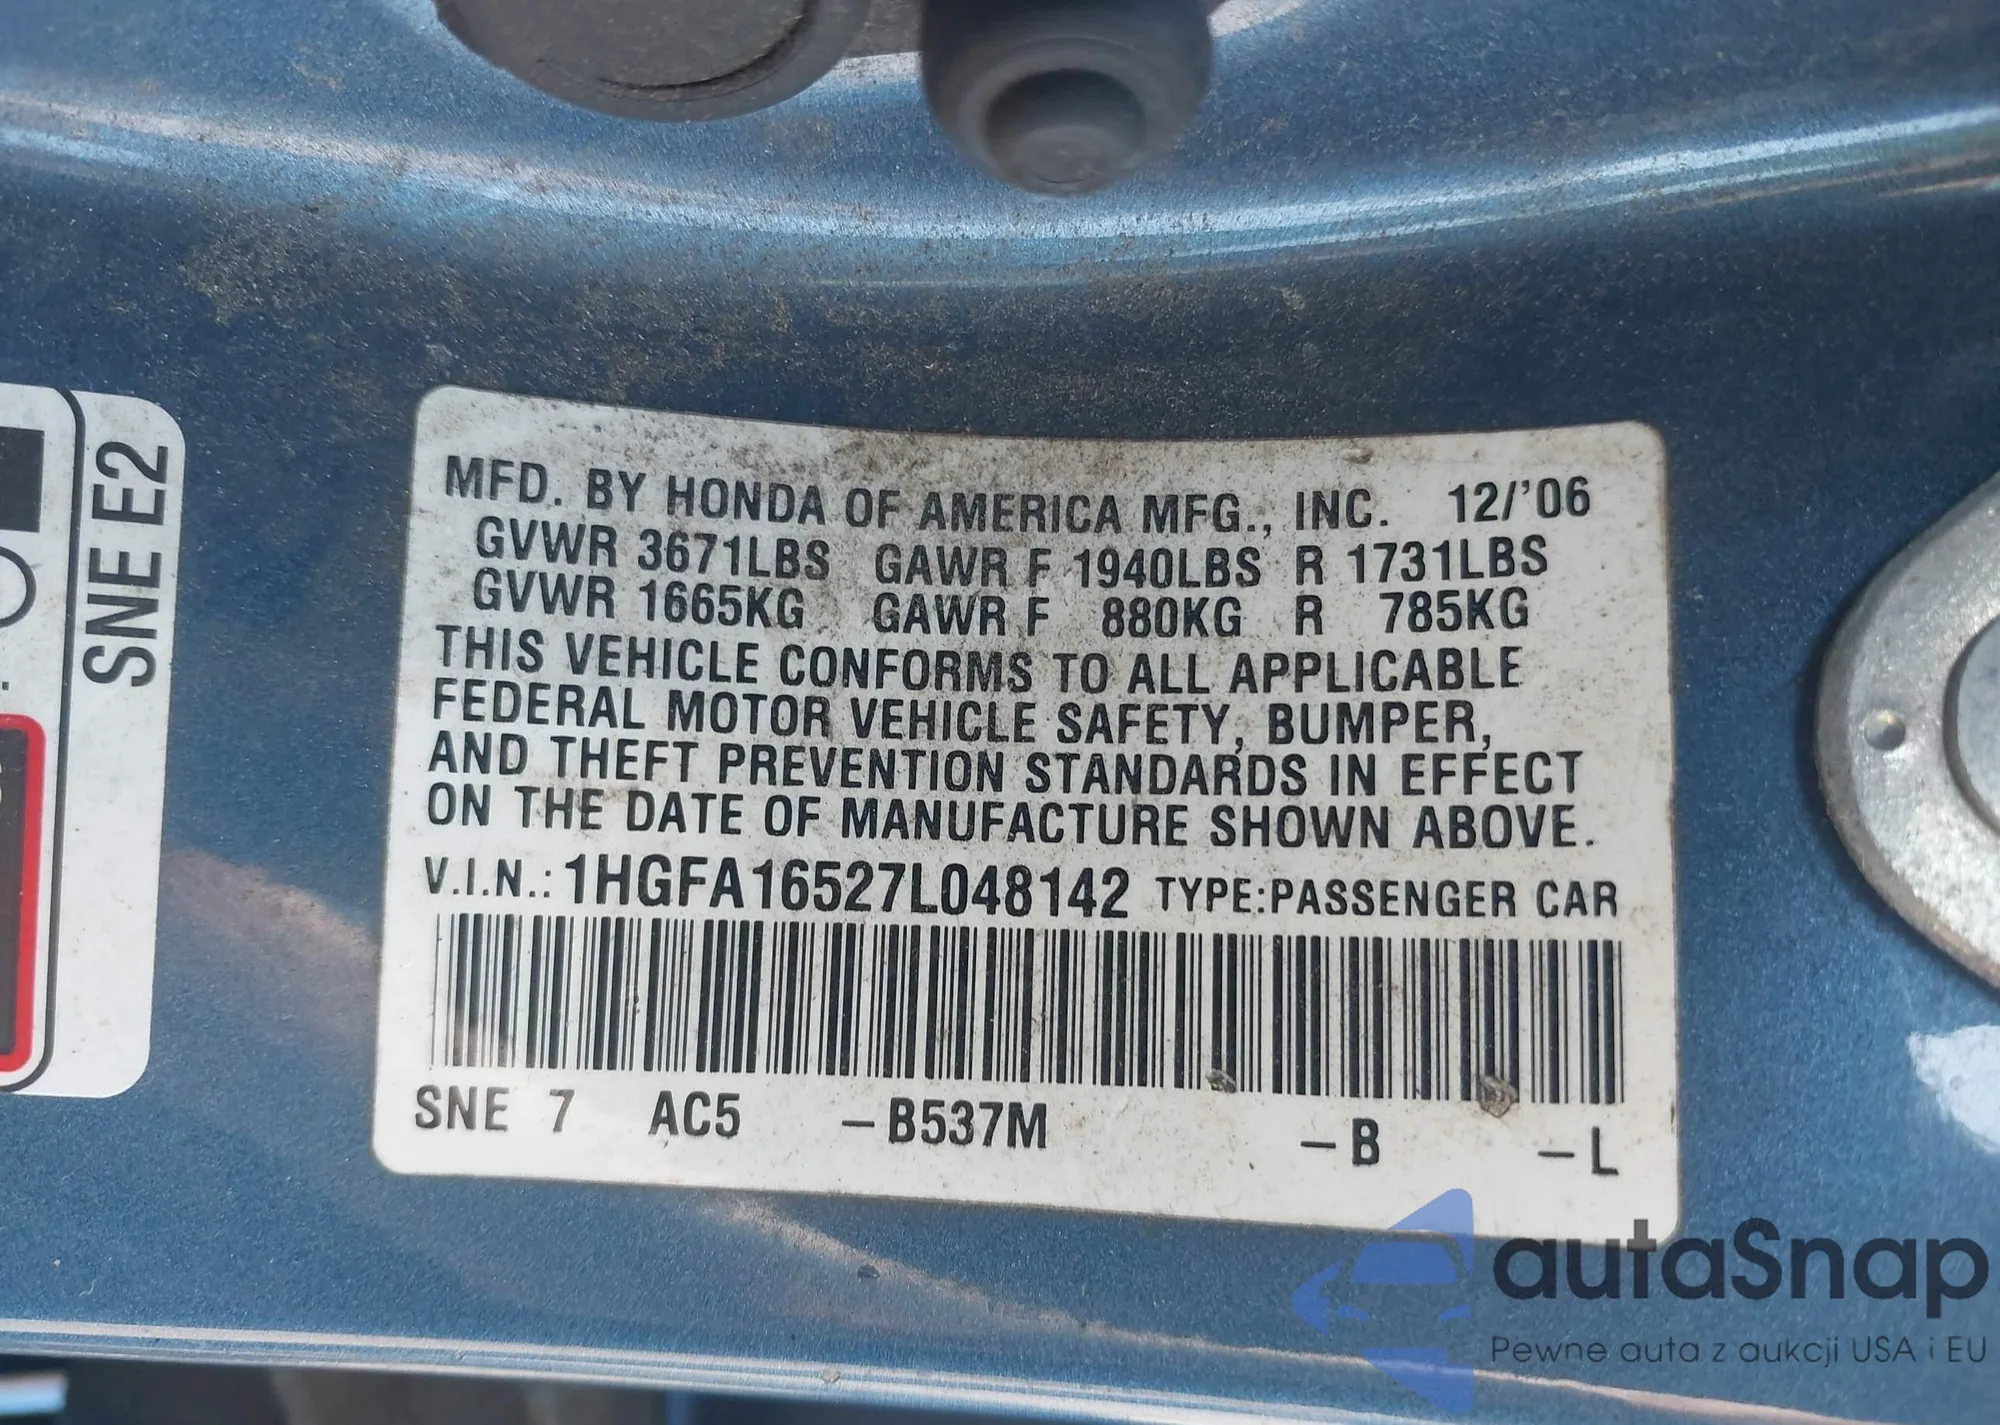 SNE E2
MFD. BY HONDA OF AMERICA MFG., INC. 12/'06
GVWR 3671LBS GAWR F 1940LBS R 1731LBS
GVWR 1665KG GAWR F 880KG R 785KG
THIS VEHICLE CONFORMS TO ALL APPLICABLE
FEDERAL MOTOR VEHICLE SAFETY, BUMPER,
AND THEFT PREVENTION STANDARDS IN EFFECT
ON THE DATE OF MANUFACTURE SHOWN ABOVE.
V.I.N.: 1HGFA16527L048142 TYPE:PASSENGER CAR
SNE 7 AC5 –B537M –B –L
autaSnap
Pewne auta z aukcji USA i EU